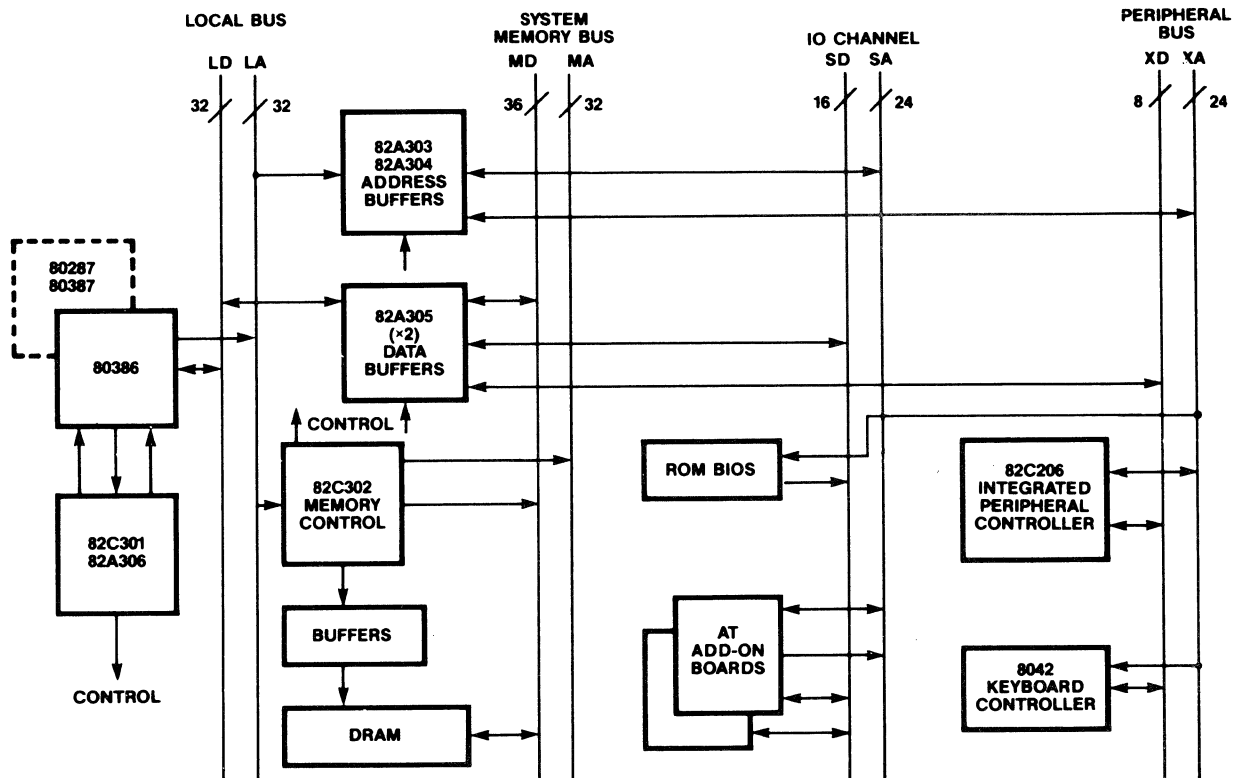 LOCAL BUS
LD LA
32
32
SYSTEM
MEMORY BUS
MD MA
36
32
IO CHANNEL
SD SA
16
24
PERIPHERAL
BUS
XD XA
8
24
82A303
82A304
ADDRESS
BUFFERS
80287
80387
80386
82A305
(×2)
DATA
BUFFERS
CONTROL
82C302
MEMORY
CONTROL
82C301
82A306
CONTROL
BUFFERS
DRAM
ROM BIOS
AT
ADD-ON
BOARDS
82C206
INTEGRATED
PERIPHERAL
CONTROLLER
8042
KEYBOARD
CONTROLLER